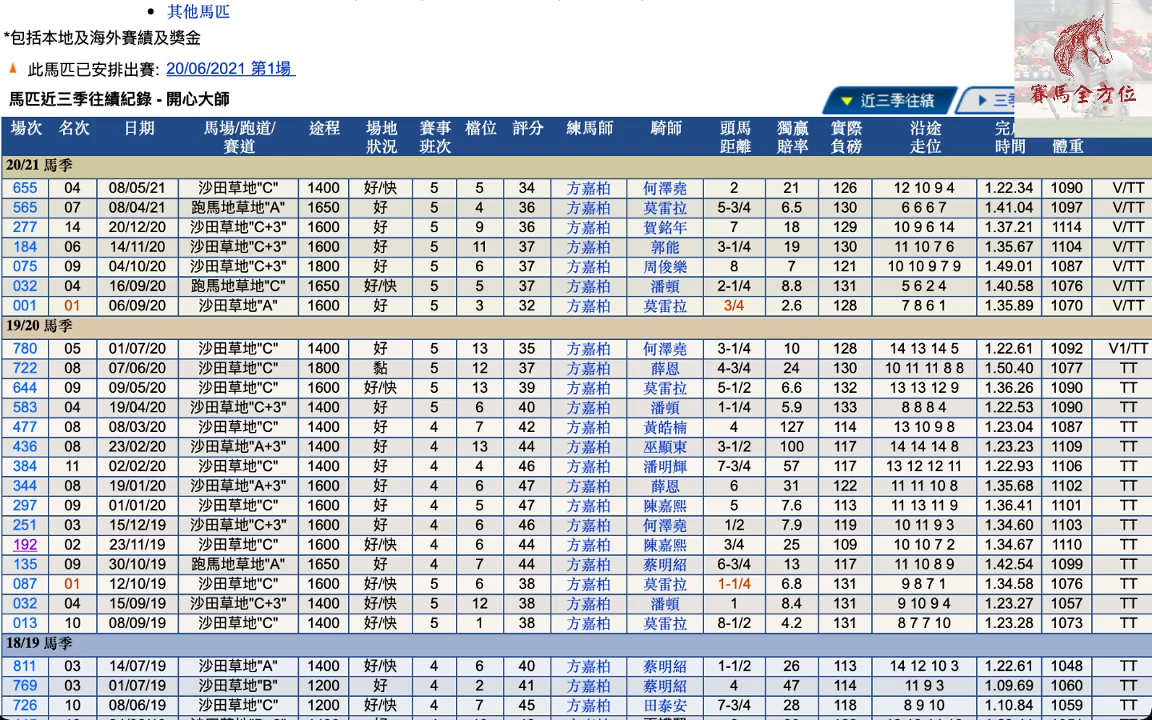 其他馬匹
*包括本地及海外賽績及獎金
此馬匹已安排出賽: 20/06/2021 第1場
馬匹近三季往績紀錄 - 開心大師
近三季往績 三季
賽馬全方位
場次 名次 日期 馬場/跑道/賽道 途程 場地狀況 賽事班次 檔位 評分 練馬師 騎師 頭馬距離 獨贏賠率 實際負磅 沿途走位 完成時間 體重
20/21 馬季
655 04 08/05/21 沙田草地"C" 1400 好/快 5 5 34 方嘉柏 何澤堯 2 21 126 12 10 9 4 1.22.34 1090 V/TT
565 07 08/04/21 跑馬地草地"A" 1650 好 5 4 36 方嘉柏 莫雷拉 5-3/4 6.5 130 6 6 6 7 1.41.04 1097 V/TT
277 14 20/12/20 沙田草地"C+3" 1600 好 5 9 36 方嘉柏 賀銘年 7 18 129 10 9 6 14 1.37.21 1114 V/TT
184 06 14/11/20 沙田草地"C+3" 1600 好 5 11 37 方嘉柏 郭能 3-1/4 19 130 11 10 7 6 1.35.67 1104 V/TT
075 09 04/10/20 沙田草地"C+3" 1800 好 5 6 37 方嘉柏 周俊樂 8 7 121 10 10 9 7 9 1.49.01 1087 V/TT
032 04 16/09/20 跑馬地草地"C" 1650 好/快 5 5 37 方嘉柏 潘頓 2-1/4 8.8 131 5 6 2 4 1.40.58 1076 V/TT
001 01 06/09/20 沙田草地"A" 1600 好 5 3 32 方嘉柏 莫雷拉 3/4 2.6 128 7 8 6 1 1.35.89 1070 V/TT
19/20 馬季
780 05 01/07/20 沙田草地"C" 1400 好 5 13 35 方嘉柏 何澤堯 3-1/4 10 128 14 13 14 5 1.22.61 1092 V1/TT
722 08 07/06/20 沙田草地"C" 1800 黏 5 12 37 方嘉柏 薛恩 4-3/4 24 130 10 11 11 8 8 1.50.40 1077 TT
644 09 09/05/20 沙田草地"C" 1600 好/快 5 13 39 方嘉柏 莫雷拉 5-1/2 6.6 132 13 13 12 9 1.36.26 1090 TT
583 04 19/04/20 沙田草地"C+3" 1400 好 5 6 40 方嘉柏 潘頓 1-1/4 5.9 133 8 8 8 4 1.22.53 1090 TT
477 08 08/03/20 沙田草地"C" 1400 好 4 7 42 方嘉柏 黃皓楠 4 127 114 13 10 9 8 1.23.04 1087 TT
436 08 23/02/20 沙田草地"A+3" 1400 好 4 13 44 方嘉柏 巫顯東 3-1/2 100 117 14 14 14 8 1.23.23 1109 TT
384 11 02/02/20 沙田草地"C" 1400 好 4 4 46 方嘉柏 潘明輝 7-3/4 57 117 13 12 12 11 1.22.93 1106 TT
344 08 19/01/20 沙田草地"A+3" 1600 好 4 6 47 方嘉柏 薛恩 6 31 122 11 11 10 8 1.35.68 1102 TT
297 09 01/01/20 沙田草地"C" 1600 好 4 5 47 方嘉柏 陳嘉熙 5 7.6 113 11 13 11 9 1.36.41 1101 TT
251 03 15/12/19 沙田草地"C+3" 1600 好 4 6 46 方嘉柏 何澤堯 1/2 7.9 119 10 11 9 3 1.34.60 1103 TT
192 02 23/11/19 沙田草地"C" 1600 好/快 4 6 44 方嘉柏 陳嘉熙 3/4 25 109 10 10 7 2 1.34.67 1110 TT
135 08 30/10/19 跑馬地草地"A" 1650 好 4 7 44 方嘉柏 蔡明紹 6-3/4 13 117 11 10 8 9 1.42.54 1099 TT
087 01 12/10/19 沙田草地"C" 1600 好/快 5 6 38 方嘉柏 莫雷拉 1-1/4 6.8 131 9 8 7 1 1.34.58 1076 TT
032 04 15/09/19 沙田草地"C+3" 1400 好/快 5 12 38 方嘉柏 潘頓 1 8.4 131 9 10 9 4 1.23.27 1057 TT
013 10 08/09/19 沙田草地"C" 1400 好/快 5 1 38 方嘉柏 莫雷拉 8-1/2 4.2 131 8 7 7 10 1.23.28 1073 TT
18/19 馬季
811 03 14/07/19 沙田草地"A" 1400 好/快 4 6 40 方嘉柏 蔡明紹 1-1/2 26 113 14 12 10 3 1.22.61 1048 TT
769 03 01/07/19 沙田草地"B" 1200 好 4 2 41 方嘉柏 蔡明紹 4 47 114 11 9 3 1.09.69 1060 TT
726 10 08/06/19 沙田草地"C" 1200 好/快 4 7 45 方嘉柏 田泰安 7-3/4 28 118 8 9 10 1.10.84 1059 TT